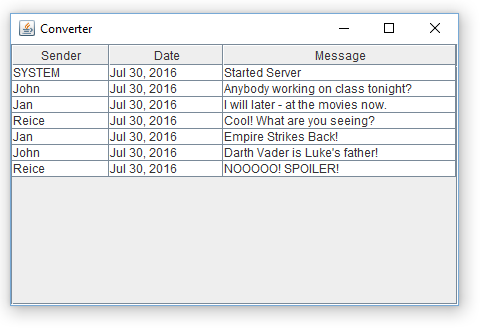 Converter
Sender Date Message
SYSTEM Jul 30, 2016 Started Server
John Jul 30, 2016 Anybody working on class tonight?
Jan Jul 30, 2016 I will later - at the movies now.
Reice Jul 30, 2016 Cool! What are you seeing?
Jan Jul 30, 2016 Empire Strikes Back!
John Jul 30, 2016 Darth Vader is Luke's father!
Reice Jul 30, 2016 NOOOOO! SPOILER!